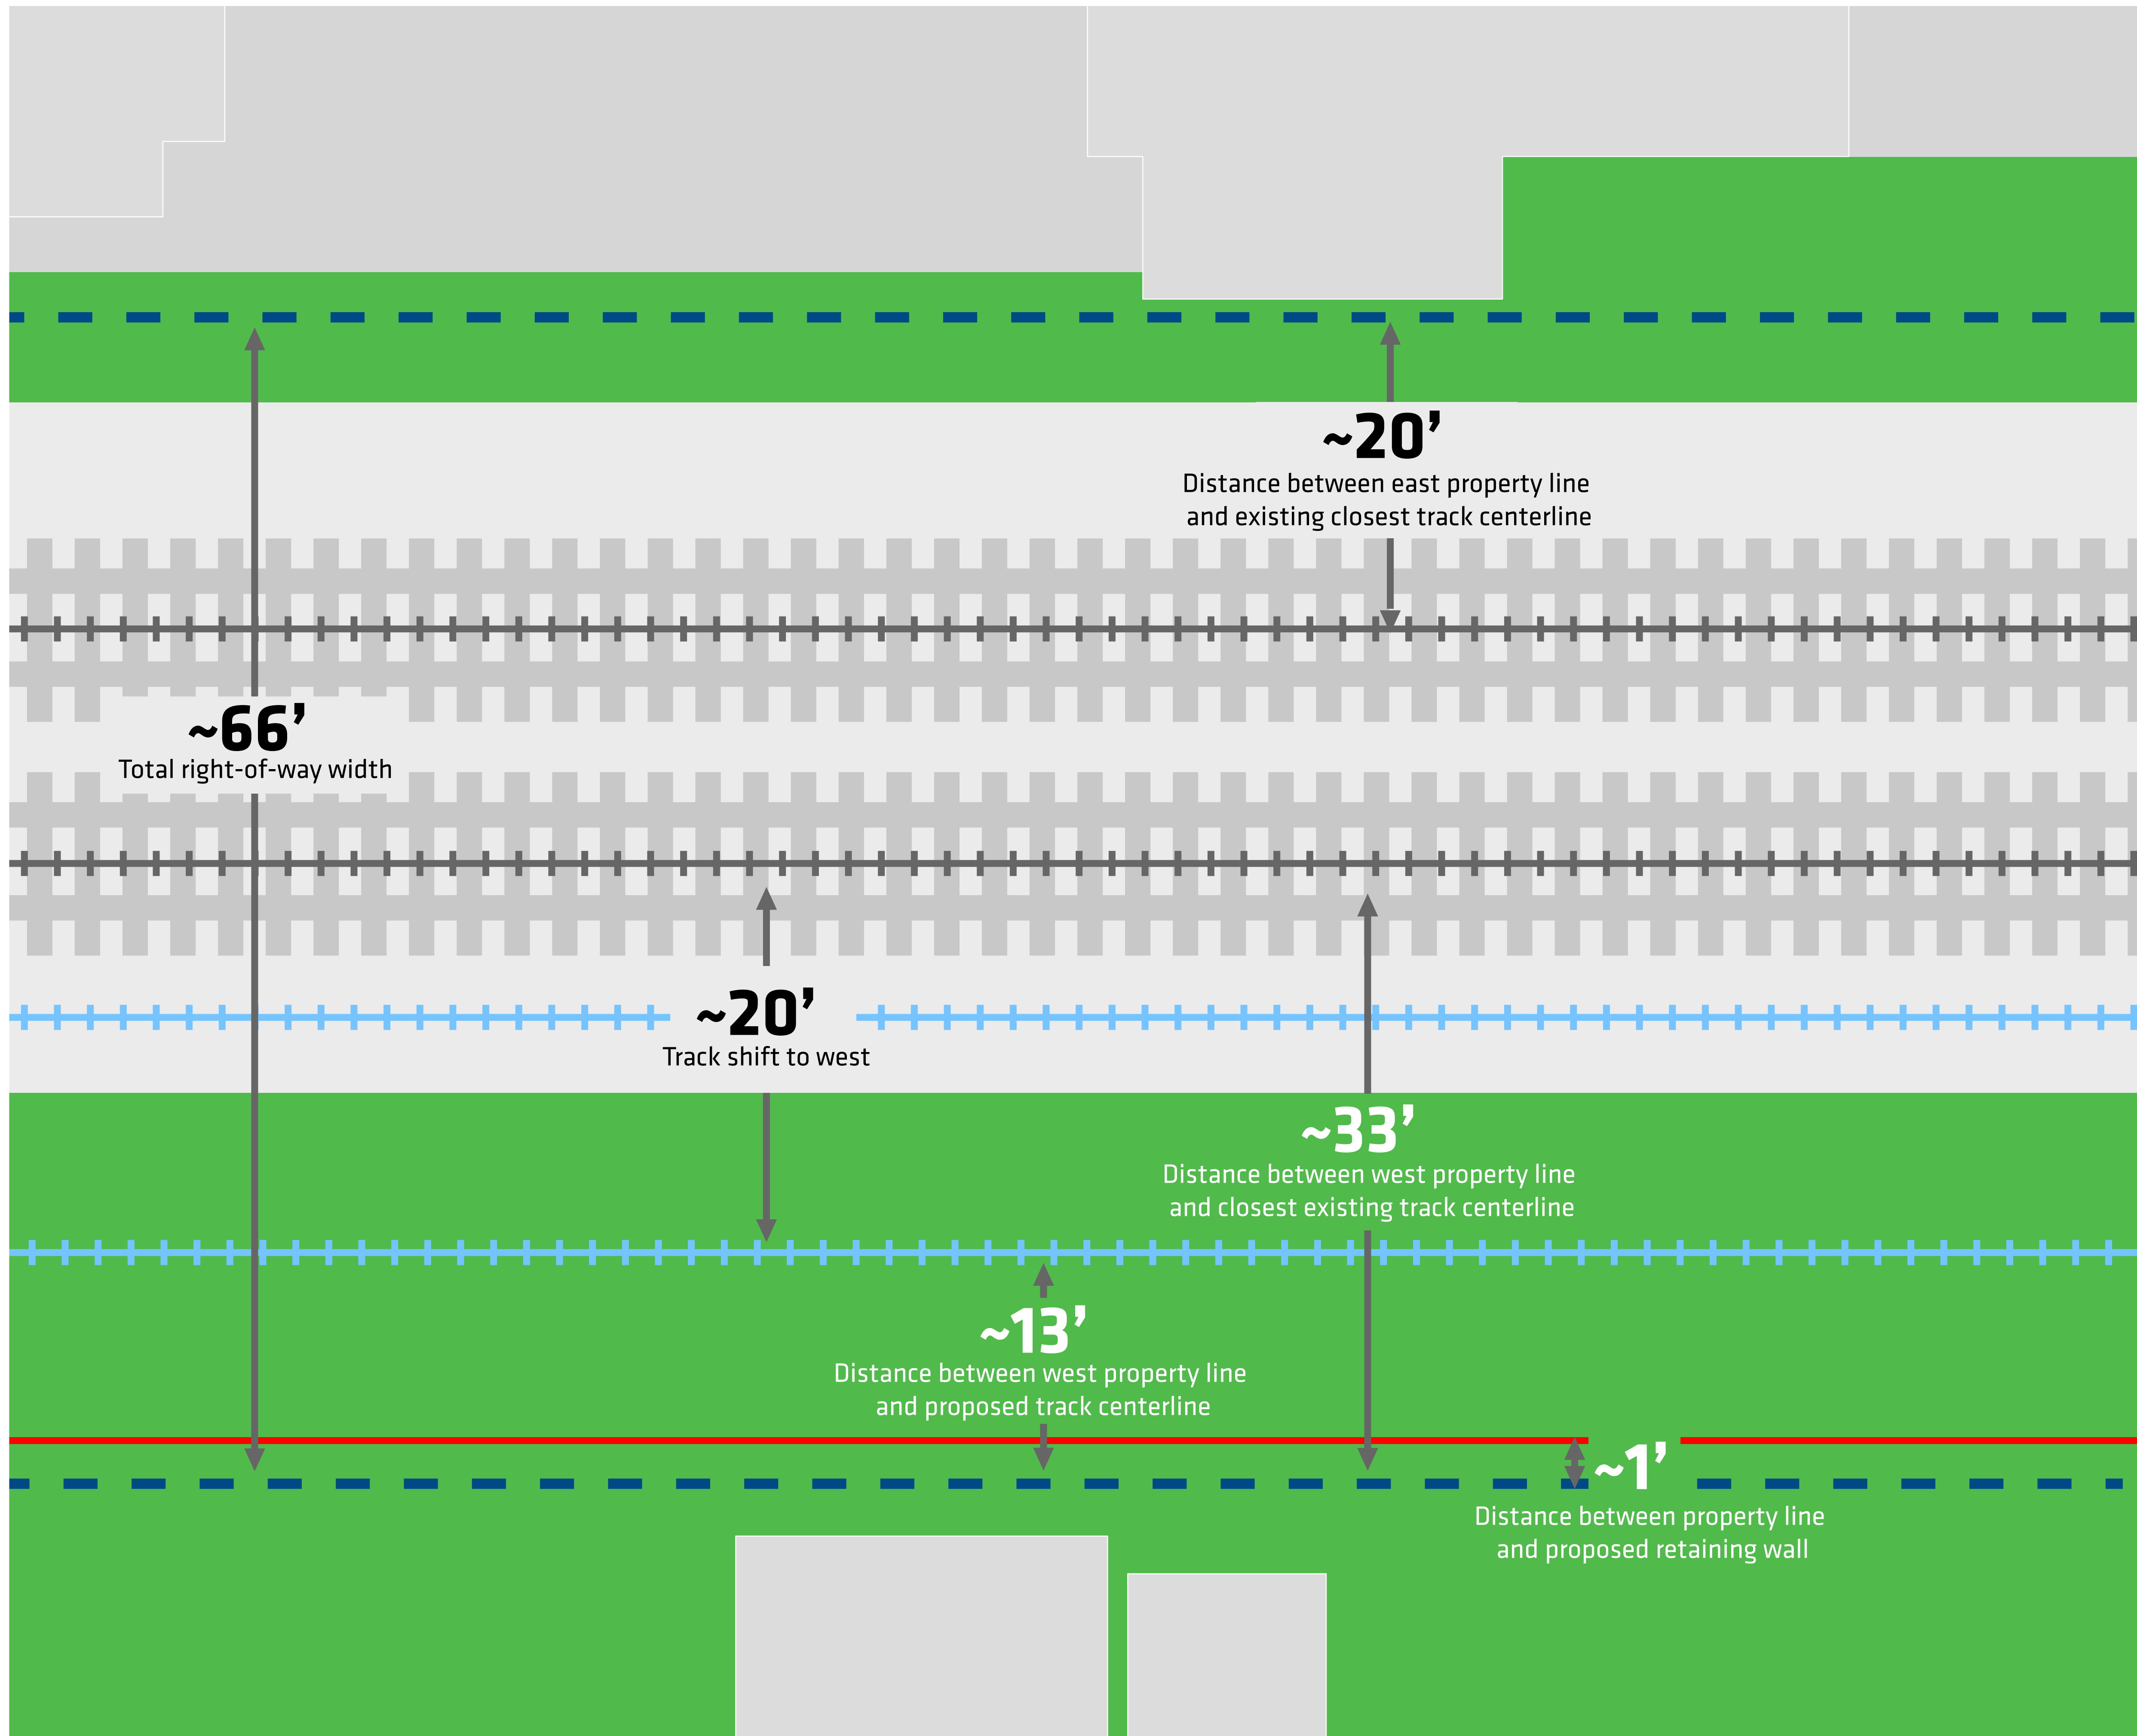 ~20’
Distance between east property line
and existing closest track centerline
~66’
Total right-of-way width
~20’
Track shift to west
~33’
Distance between west property line
and closest existing track centerline
~13’
Distance between west property line
and proposed track centerline
~1’
Distance between property line
and proposed retaining wall